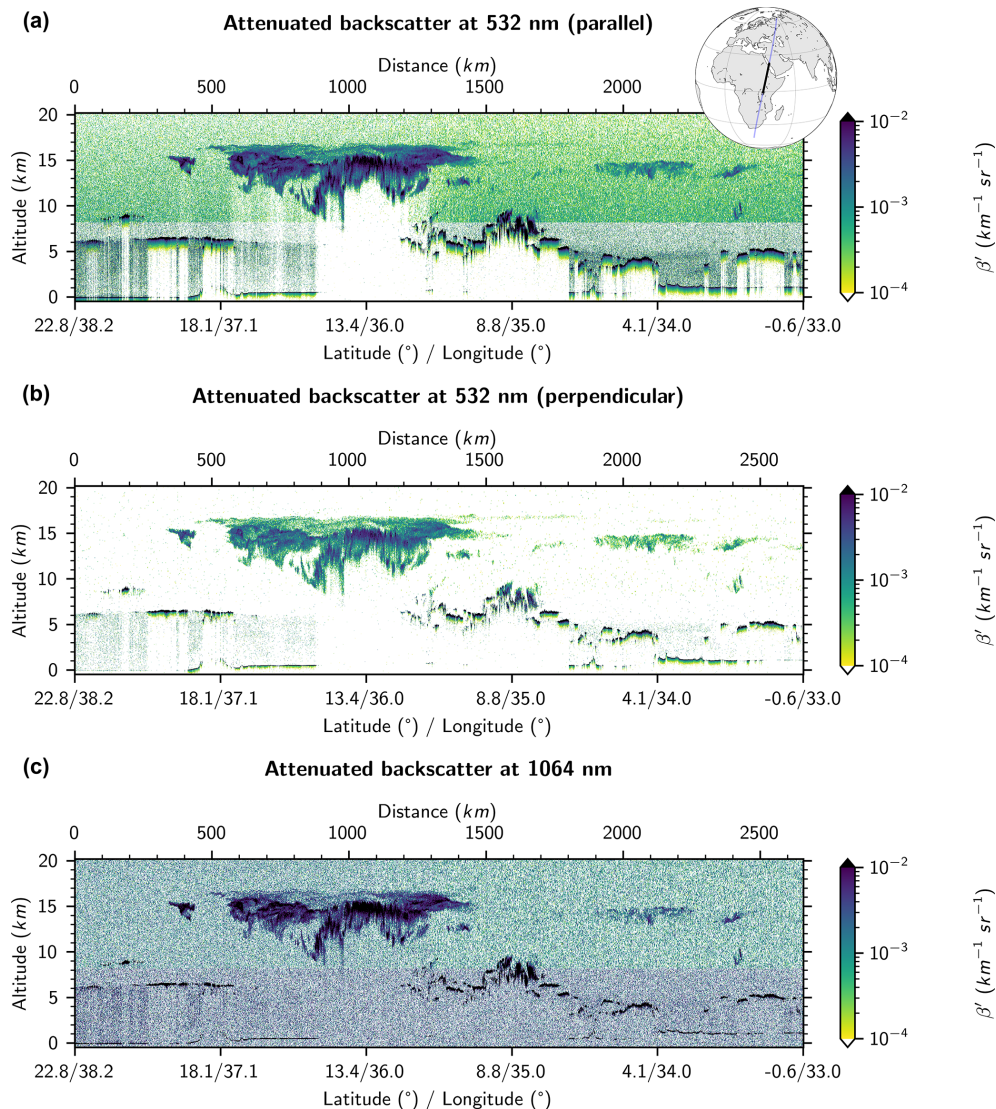 (a)
Attenuated backscatter at 532 nm (parallel)
Distance (km)
0 500 1000 1500 2000
20
15
10
5
0
Altitude (km)
22.8/38.2 18.1/37.1 13.4/36.0 8.8/35.0 4.1/34.0 -0.6/33.0
Latitude (°) / Longitude (°)
10⁻²
10⁻³
10⁻⁴
β′ (km⁻¹ sr⁻¹)
(b)
Attenuated backscatter at 532 nm (perpendicular)
Distance (km)
0 500 1000 1500 2000 2500
20
15
10
5
0
Altitude (km)
22.8/38.2 18.1/37.1 13.4/36.0 8.8/35.0 4.1/34.0 -0.6/33.0
Latitude (°) / Longitude (°)
10⁻²
10⁻³
10⁻⁴
β′ (km⁻¹ sr⁻¹)
(c)
Attenuated backscatter at 1064 nm
Distance (km)
0 500 1000 1500 2000 2500
20
15
10
5
0
Altitude (km)
22.8/38.2 18.1/37.1 13.4/36.0 8.8/35.0 4.1/34.0 -0.6/33.0
Latitude (°) / Longitude (°)
10⁻²
10⁻³
10⁻⁴
β′ (km⁻¹ sr⁻¹)